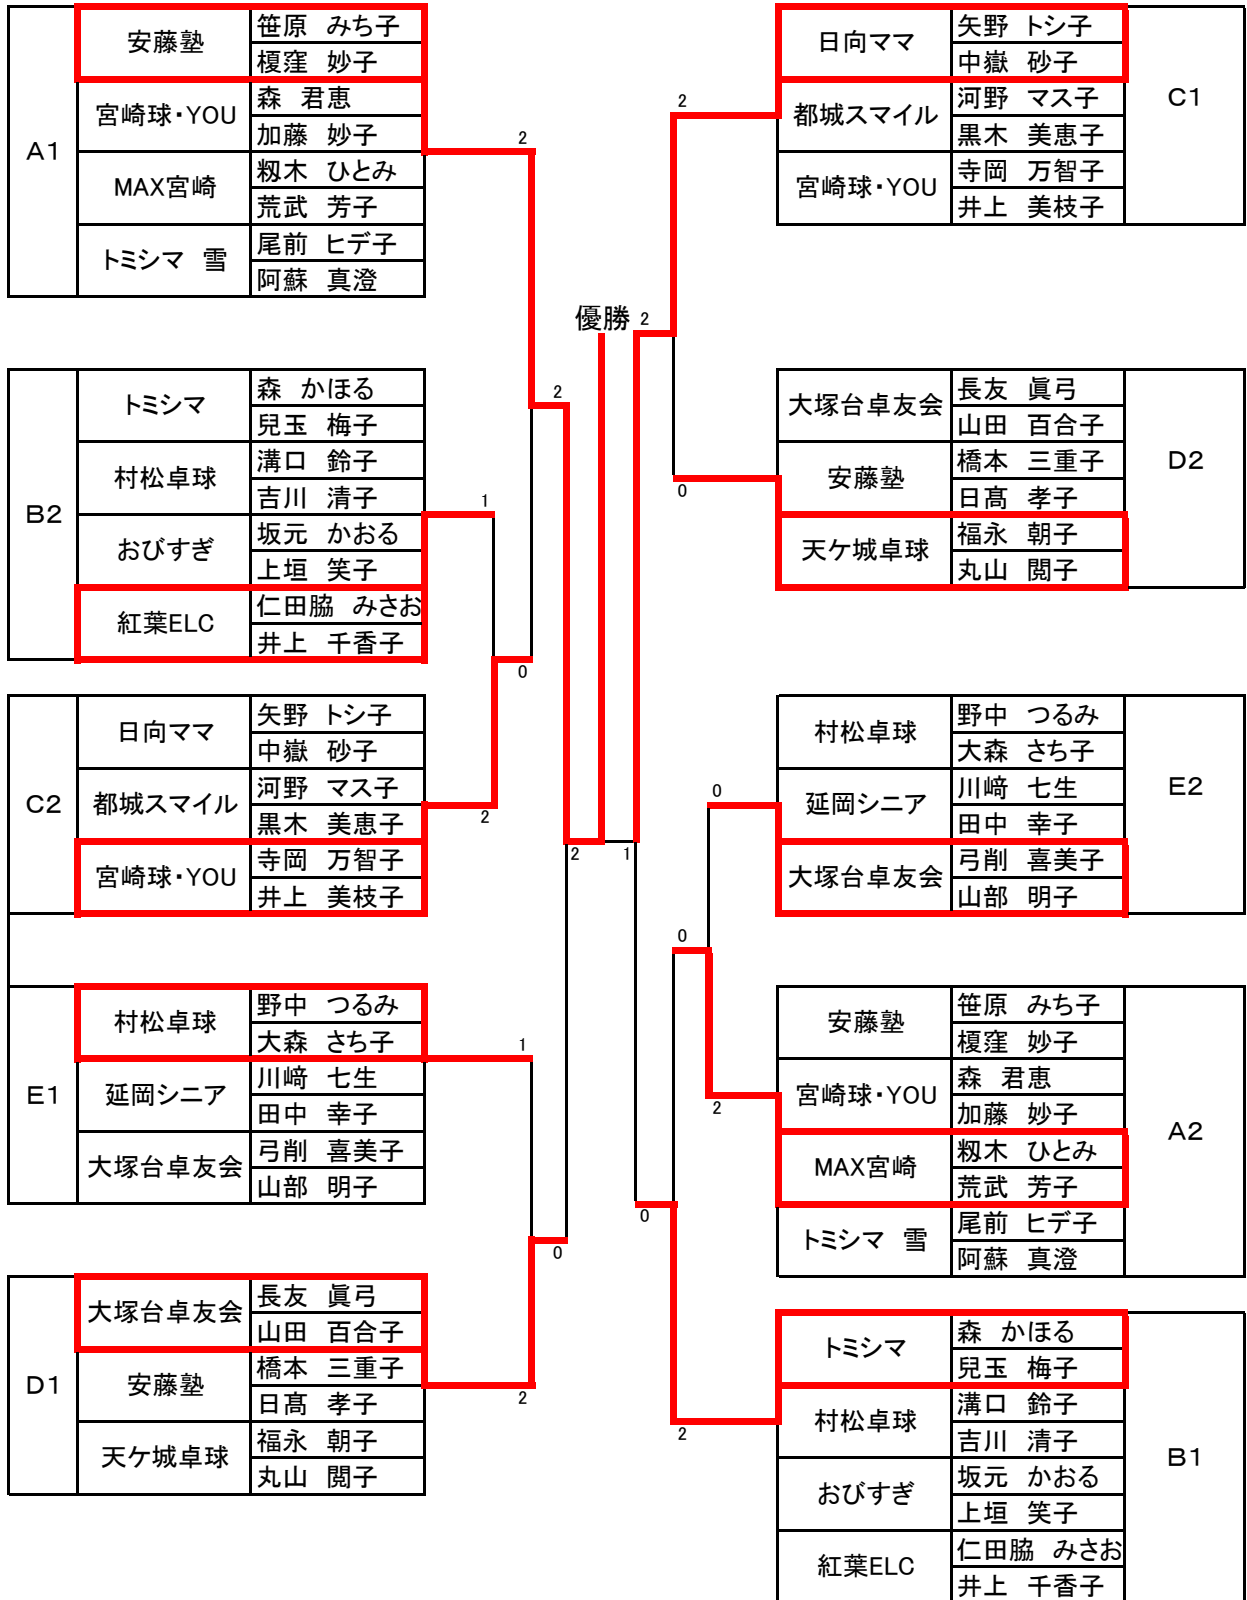 A1
安藤塾
笹原 みち子
榎窪 妙子
宮崎球・YOU
森 君恵
加藤 妙子
MAX宮崎
籾木 ひとみ
荒武 芳子
トミシマ 雪
尾前 ヒデ子
阿蘇 真澄
2
B2
トミシマ
森 かほる
兒玉 梅子
村松卓球
溝口 鈴子
吉川 清子
おびすぎ
坂元 かおる
上垣 笑子
紅葉ELC
仁田脇 みさお
井上 千香子
2
1
0
C2
日向ママ
矢野 トシ子
中嶽 砂子
都城スマイル
河野 マス子
黒木 美恵子
宮崎球・YOU
寺岡 万智子
井上 美枝子
2
E1
村松卓球
野中 つるみ
大森 さち子
延岡シニア
川﨑 七生
田中 幸子
大塚台卓友会
弓削 喜美子
山部 明子
1
0
D1
大塚台卓友会
長友 眞弓
山田 百合子
安藤塾
橋本 三重子
日髙 孝子
天ケ城卓球
福永 朝子
丸山 閲子
2
優勝
2
2
1
C1
日向ママ
矢野 トシ子
中嶽 砂子
都城スマイル
河野 マス子
黒木 美恵子
宮崎球・YOU
寺岡 万智子
井上 美枝子
2
D2
大塚台卓友会
長友 眞弓
山田 百合子
安藤塾
橋本 三重子
日髙 孝子
天ケ城卓球
福永 朝子
丸山 閲子
0
E2
村松卓球
野中 つるみ
大森 さち子
延岡シニア
川﨑 七生
田中 幸子
大塚台卓友会
弓削 喜美子
山部 明子
0
0
A2
安藤塾
笹原 みち子
榎窪 妙子
宮崎球・YOU
森 君恵
加藤 妙子
MAX宮崎
籾木 ひとみ
荒武 芳子
トミシマ 雪
尾前 ヒデ子
阿蘇 真澄
2
0
B1
トミシマ
森 かほる
兒玉 梅子
村松卓球
溝口 鈴子
吉川 清子
おびすぎ
坂元 かおる
上垣 笑子
紅葉ELC
仁田脇 みさお
井上 千香子
2